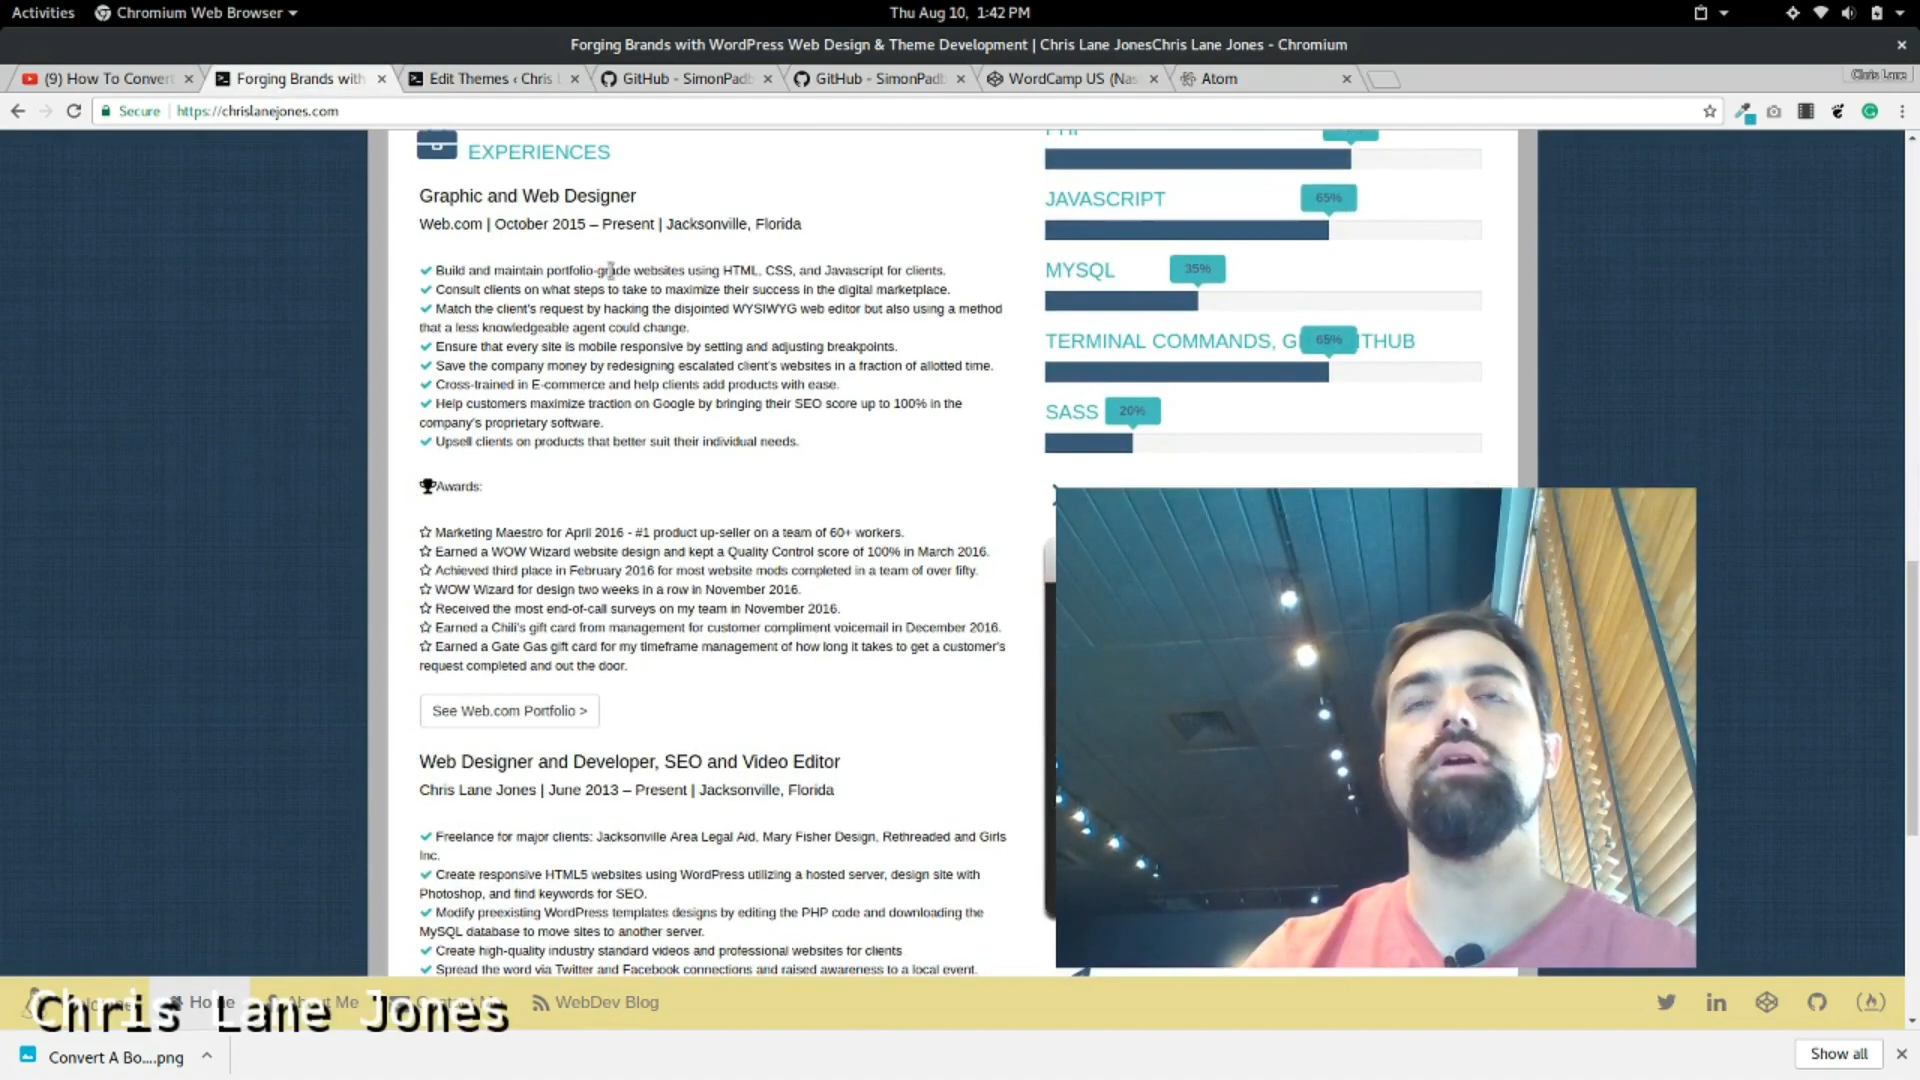 Activities
Chromium Web Browser
Thu Aug 10, 1:42 PM
Forging Brands with WordPress Web Design & Theme Development | Chris Lane JonesChris Lane Jones - Chromium
(9) How To Convert
Forging Brands with
Edit Themes ‹ Chris
GitHub - SimonPadb
GitHub - SimonPadb
WordCamp US (Nas
Atom
Chris Lane
Secure
https://chrislanejones.com
EXPERIENCES
Graphic and Web Designer
Web.com | October 2015 – Present | Jacksonville, Florida
Build and maintain portfolio-grade websites using HTML, CSS, and Javascript for clients.
Consult clients on what steps to take to maximize their success in the digital marketplace.
Match the client's request by hacking the disjointed WYSIWYG web editor but also using a method
that a less knowledgeable agent could change.
Ensure that every site is mobile responsive by setting and adjusting breakpoints.
Save the company money by redesigning escalated client's websites in a fraction of allotted time.
Cross-trained in E-commerce and help clients add products with ease.
Help customers maximize traction on Google by bringing their SEO score up to 100% in the
company's proprietary software.
Upsell clients on products that better suit their individual needs.
Awards:
Marketing Maestro for April 2016 - #1 product up-seller on a team of 60+ workers.
Earned a WOW Wizard website design and kept a Quality Control score of 100% in March 2016.
Achieved third place in February 2016 for most website mods completed in a team of over fifty.
WOW Wizard for design two weeks in a row in November 2016.
Received the most end-of-call surveys on my team in November 2016.
Earned a Chili's gift card from management for customer compliment voicemail in December 2016.
Earned a Gate Gas gift card for my timeframe management of how long it takes to get a customer's
request completed and out the door.
See Web.com Portfolio >
Web Designer and Developer, SEO and Video Editor
Chris Lane Jones | June 2013 – Present | Jacksonville, Florida
Freelance for major clients: Jacksonville Area Legal Aid, Mary Fisher Design, Rethreaded and Girls
Inc.
Create responsive HTML5 websites using WordPress utilizing a hosted server, design site with
Photoshop, and find keywords for SEO.
Modify preexisting WordPress templates designs by editing the PHP code and downloading the
MySQL database to move sites to another server.
Create high-quality industry standard videos and professional websites for clients
Spread the word via Twitter and Facebook connections and raised awareness to a local event.
PHP
JAVASCRIPT
65%
MYSQL
35%
TERMINAL COMMANDS, G
65%
THUB
SASS
20%
Home
About Me
WebDev Blog
Chris Lane Jones
Convert A Bo....png
Show all